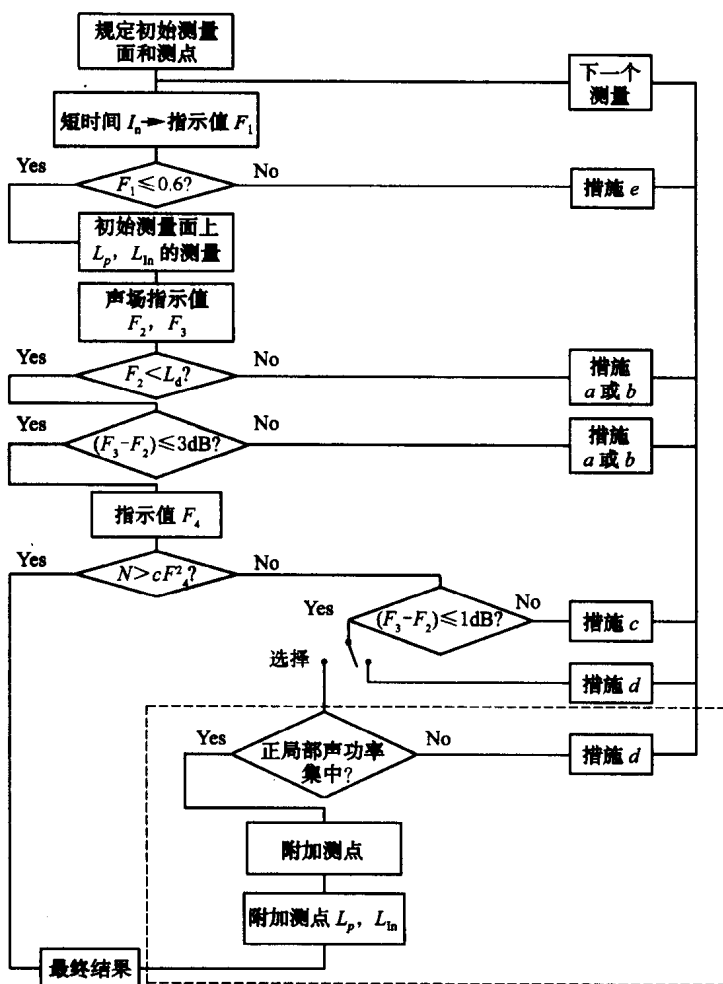 规定初始测量
面和测点
下一个
测量
短时间 Iₙ→指示值 F₁
Yes
F₁≤0.6?
No
措施 e
初始测量面上
Lₚ, L_In 的测量
声场指示值
F₂, F₃
Yes
F₂<L_d?
No
措施
a 或 b
Yes
(F₃-F₂)≤3dB?
No
措施
a 或 b
指示值 F₄
Yes
N>cF²₄?
No
Yes
(F₃-F₂)≤1dB?
No
措施 c
选择
措施 d
Yes
正局部声功率
集中?
No
措施 d
附加测点
附加测点 Lₚ, L_In
最终结果